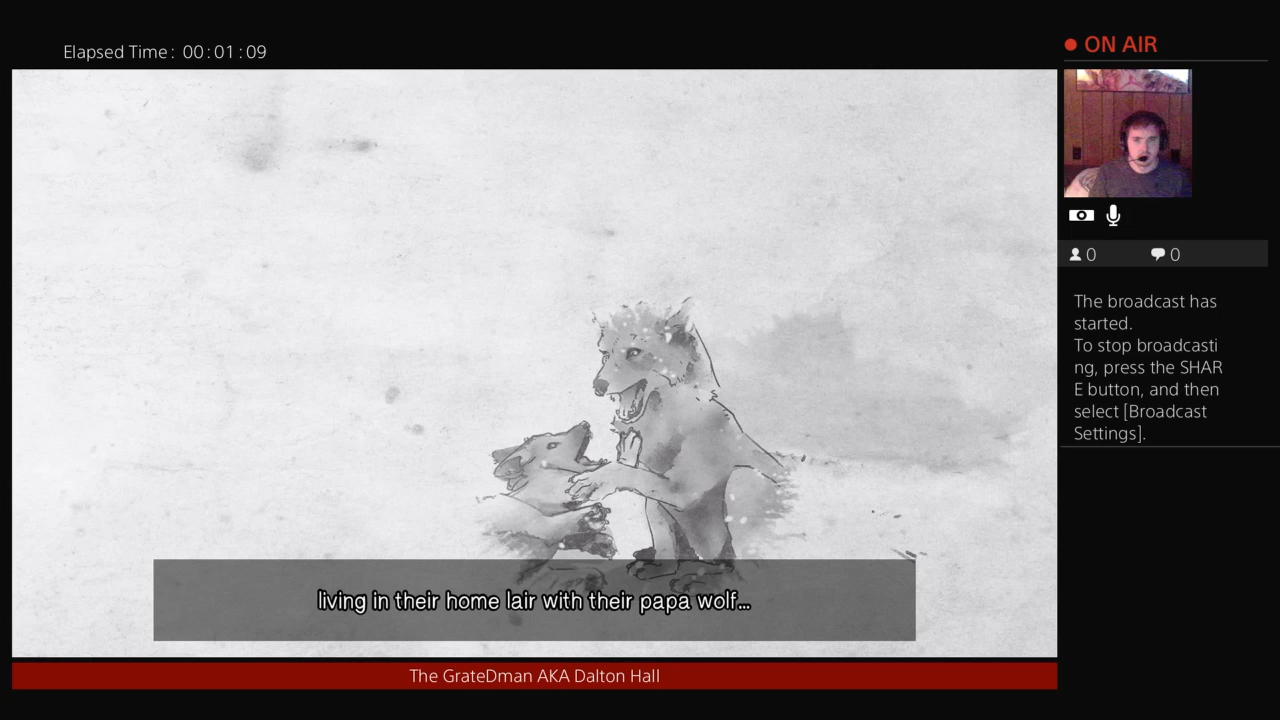 Elapsed Time: 00:01:09
ON AIR
0 0
The broadcast has
started.
To stop broadcasti
ng, press the SHAR
E button, and then
select [Broadcast
Settings].
living in their home lair with their papa wolf...
The GrateDman AKA Dalton Hall